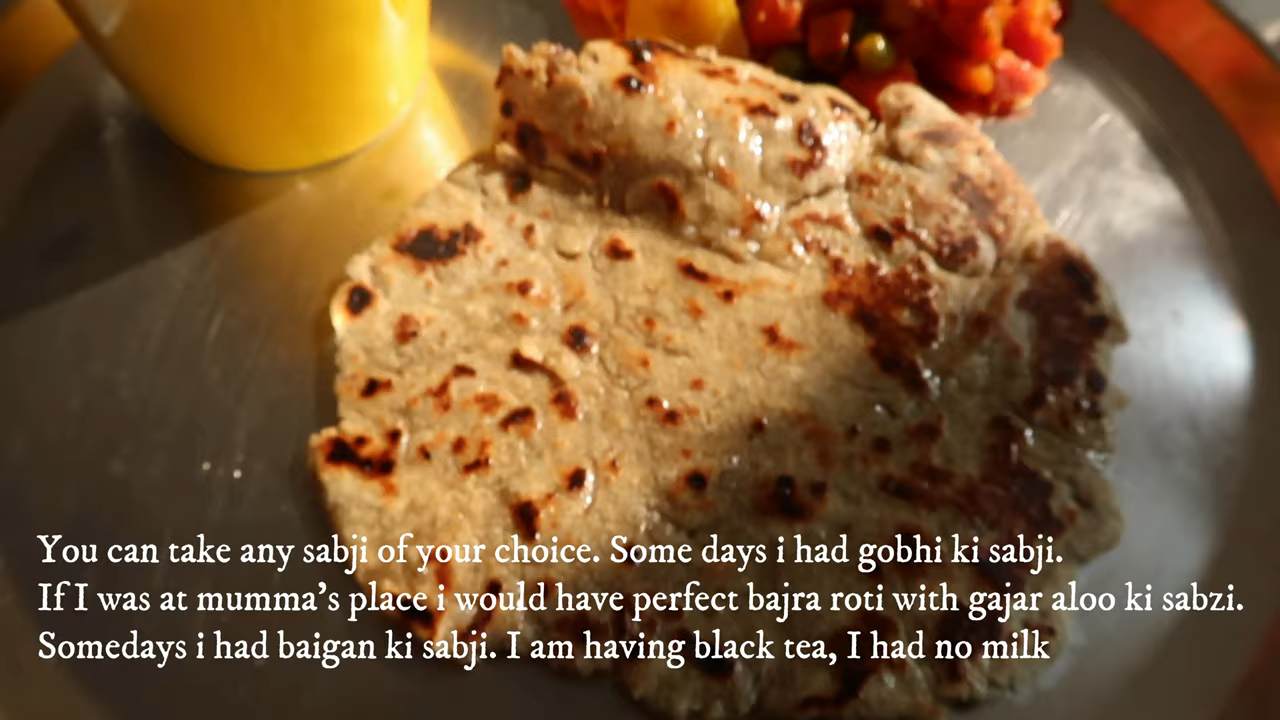 You can take any sabji of your choice. Some days i had gobhi ki sabji.
If I was at mumma's place i would have perfect bajra roti with gajar aloo ki sabzi.
Somedays i had baigan ki sabji. I am having black tea, I had no milk